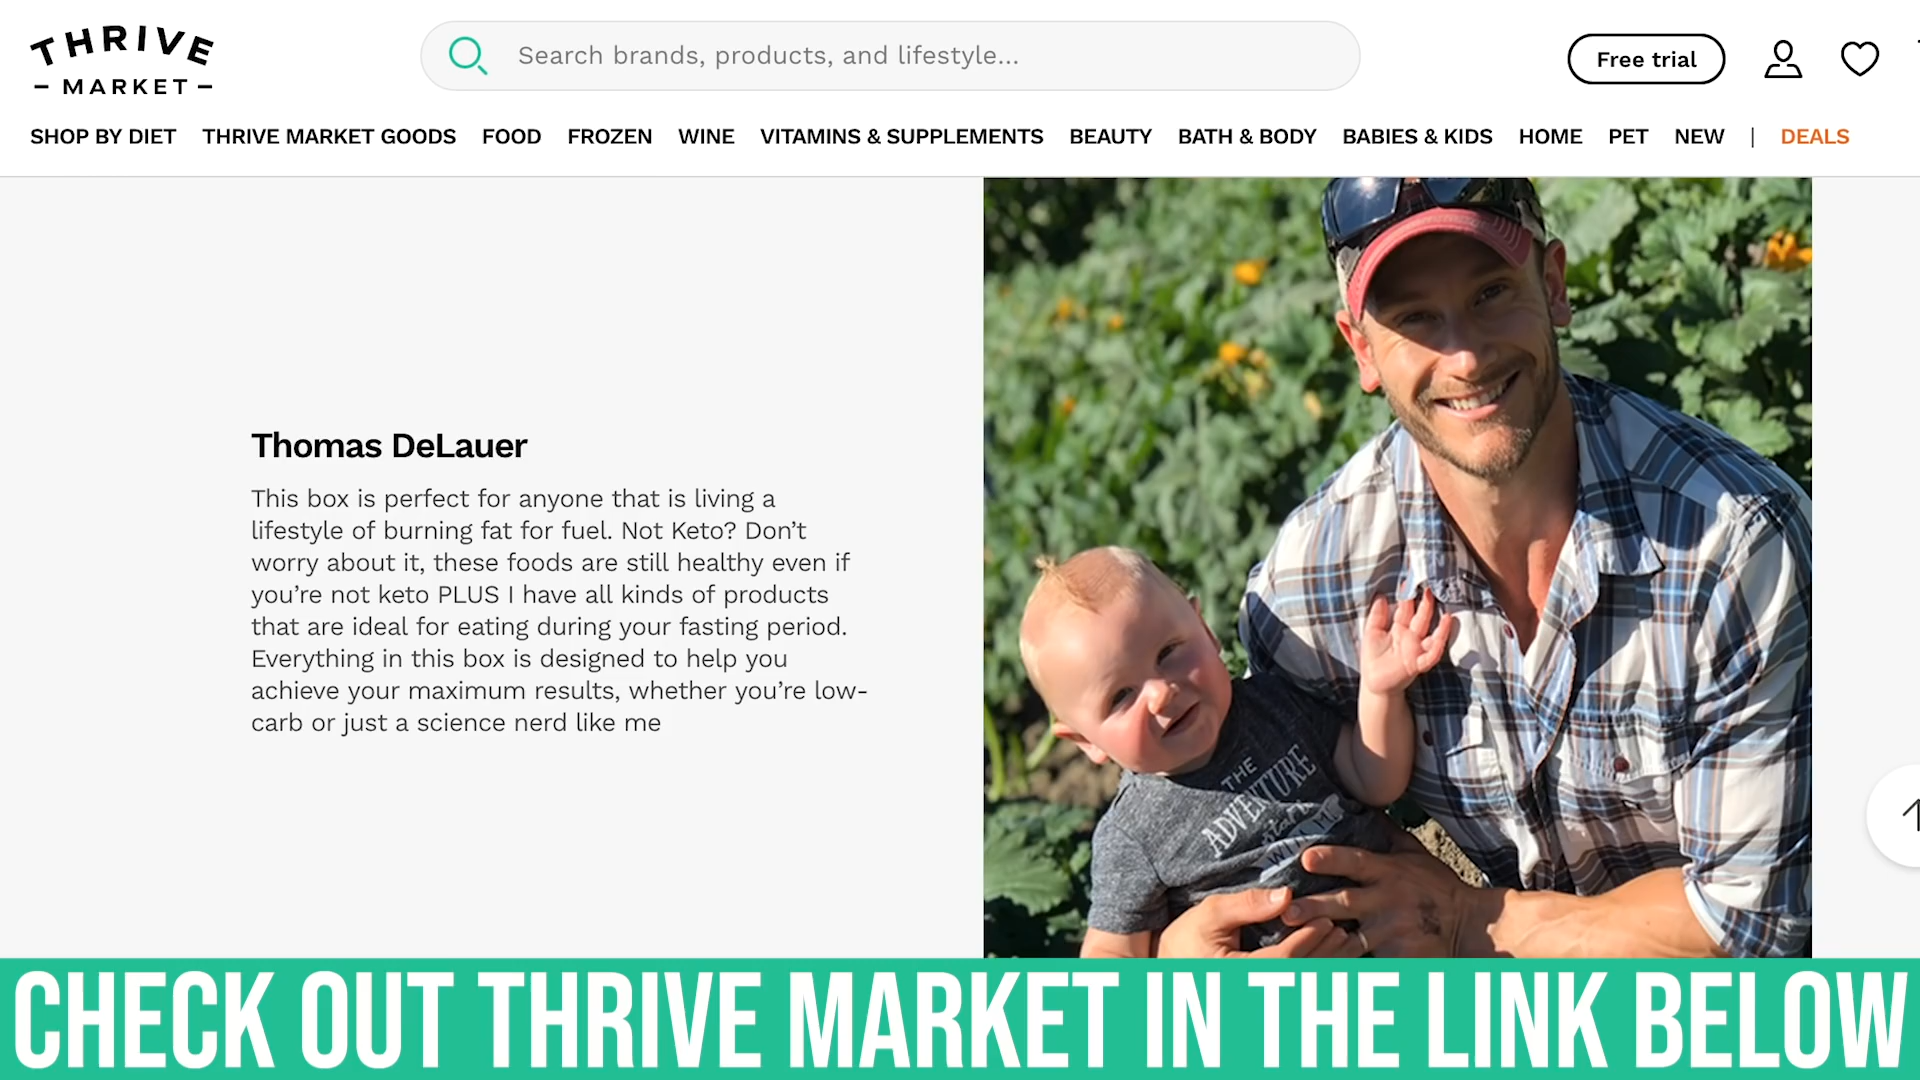 THRIVE
– MARKET –
Search brands, products, and lifestyle...
Free trial
SHOP BY DIET THRIVE MARKET GOODS FOOD FROZEN WINE VITAMINS & SUPPLEMENTS BEAUTY BATH & BODY BABIES & KIDS HOME PET NEW | DEALS
Thomas DeLauer
This box is perfect for anyone that is living a
lifestyle of burning fat for fuel. Not Keto? Don’t
worry about it, these foods are still healthy even if
you’re not keto PLUS I have all kinds of products
that are ideal for eating during your fasting period.
Everything in this box is designed to help you
achieve your maximum results, whether you’re low-
carb or just a science nerd like me
THE
ADVENTURE
CHECK OUT THRIVE MARKET IN THE LINK BELOW